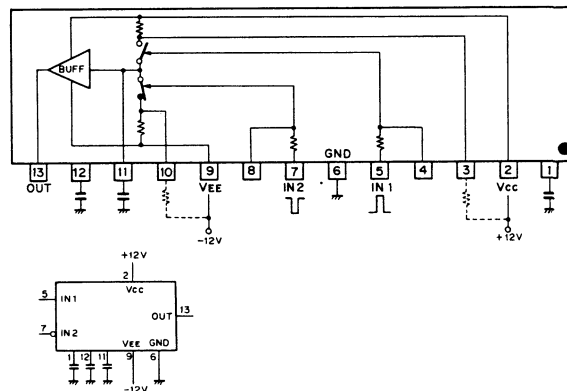 BUFF
GND
13 12 11 10 9 8 7 6 5 4 3 2 1
OUT VEE IN2 IN 1 VCC
-12V +12V
+12V
2
VCC
5 IN1
OUT 13
7 IN2
VEE GND
1 12 11 9 6
-12V